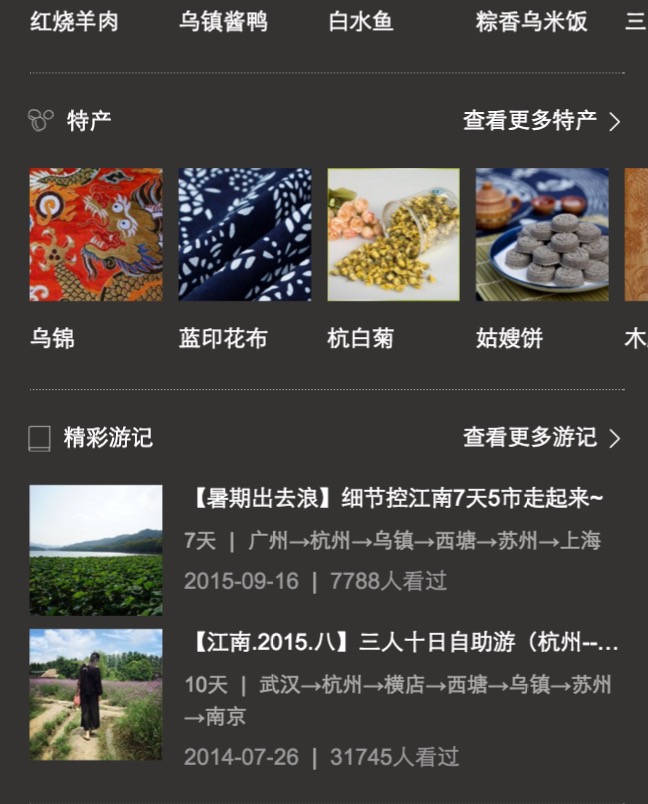 红烧羊肉 乌镇酱鸭 白水鱼 粽香乌米饭 三
特产 查看更多特产
乌锦 蓝印花布 杭白菊 姑嫂饼 木
精彩游记 查看更多游记
【暑期出去浪】细节控江南7天5市走起来~
7天 | 广州→杭州→乌镇→西塘→苏州→上海
2015-09-16 | 7788人看过
【江南.2015.八】三人十日自助游（杭州--...
10天 | 武汉→杭州→横店→西塘→乌镇→苏州
→南京
2014-07-26 | 31745人看过